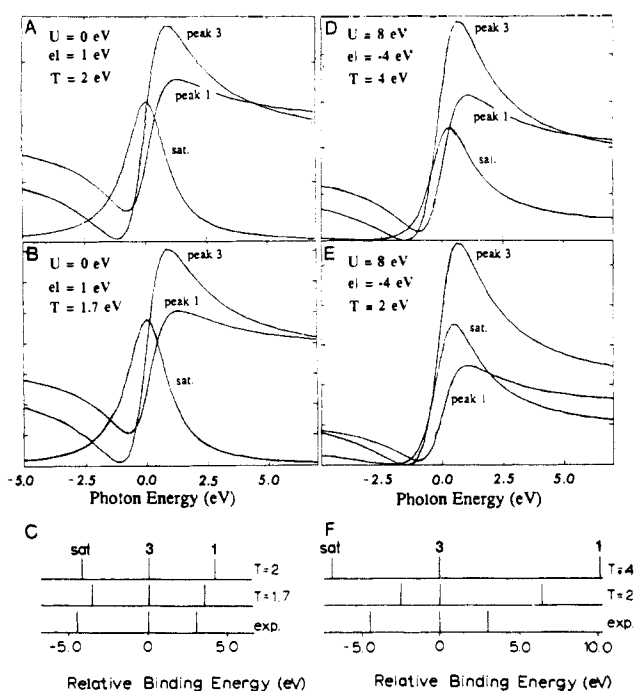 A
U = 0 eV
el = 1 eV
T = 2 eV
peak 3
peak 1
sat.
B
U = 0 eV
el = 1 eV
T = 1.7 eV
peak 3
peak 1
sat.
-5.0 -2.5 0.0 2.5 5.0
Photon Energy (eV)
D
U = 8 eV
el = -4 eV
T = 4 eV
peak 3
peak 1
sat.
E
U = 8 eV
el = -4 eV
T = 2 eV
peak 3
sat.
peak 1
-5.0 -2.5 0.0 2.5 5.0
Photon Energy (eV)
C
sat 3 1
T=2
T=1.7
exp.
-5.0 0.0 5.0
Relative Binding Energy (eV)
F
sat 3 1
T=4
T=2
exp.
-5.0 0.0 5.0 10.0
Relative Binding Energy (eV)